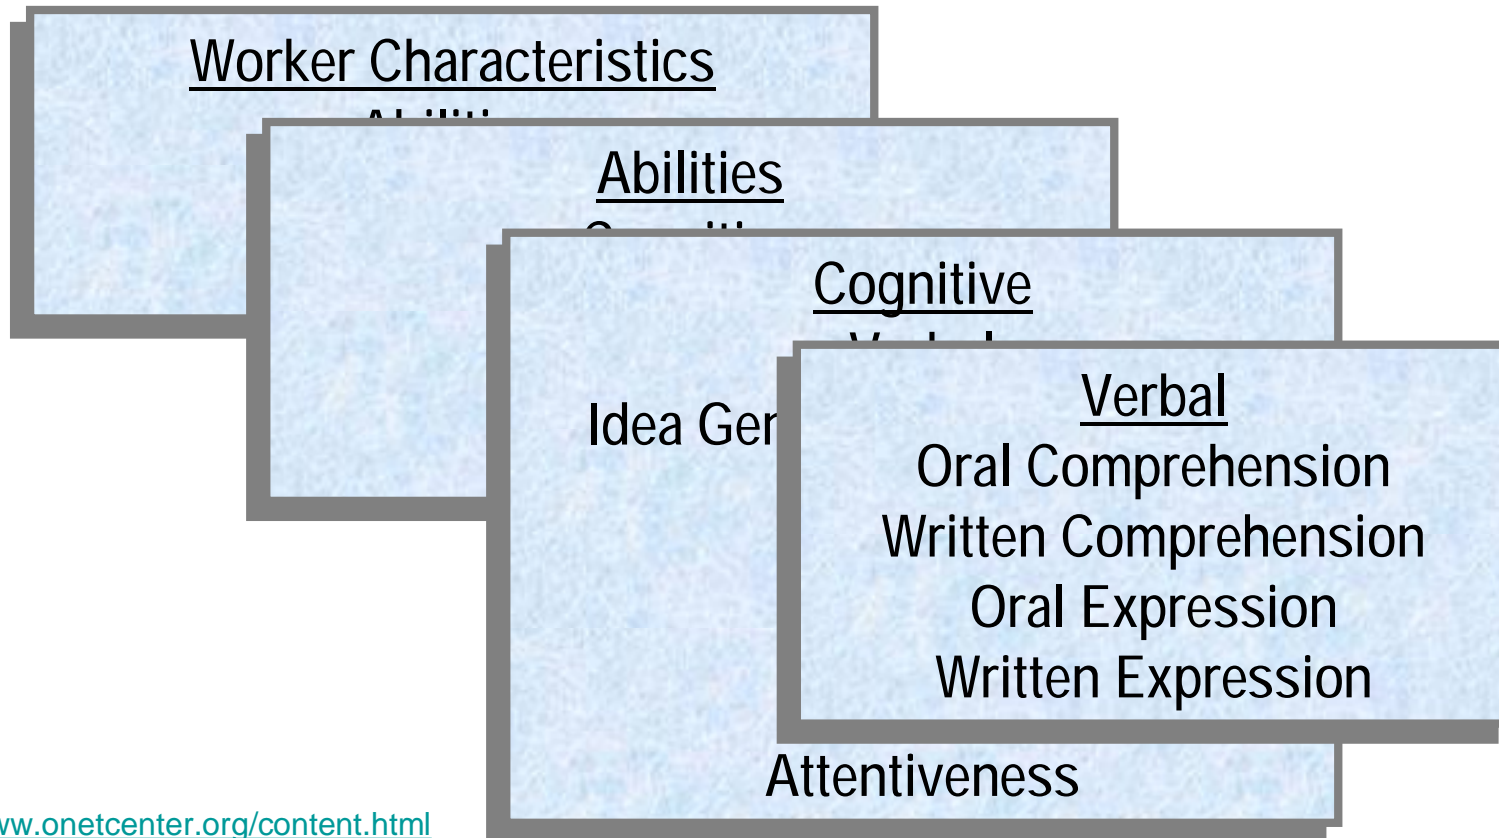 Worker Characteristics
Abilities
Cognitive
Idea Ger
Verbal
Oral Comprehension
Written Comprehension
Oral Expression
Written Expression
Attentiveness
ww.onetcenter.org/content.html